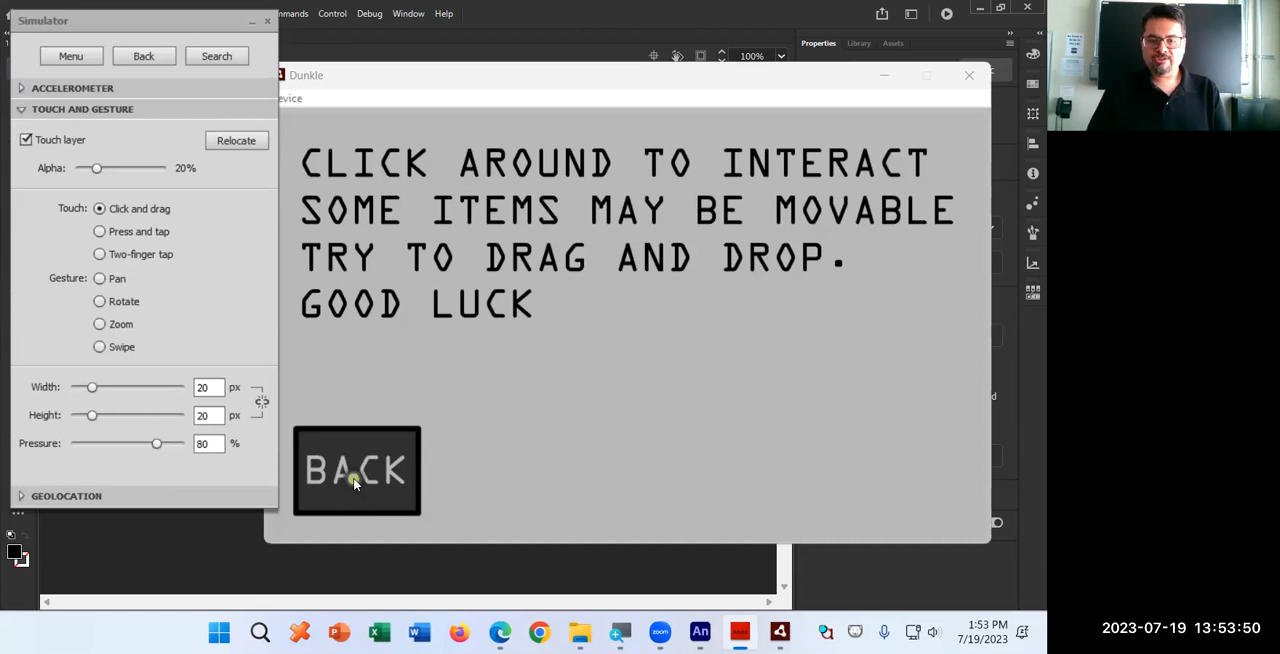 Simulator
mmands Control Debug Window Help
Menu Back Search
100%
Properties Library Assets
ACCELEROMETER
Dunkle
evice
TOUCH AND GESTURE
Touch layer Relocate
Alpha: 20%
Touch: Click and drag
Press and tap
Two-finger tap
Gesture: Pan
Rotate
Zoom
Swipe
Width: 20 px
Height: 20 px
Pressure: 80 %
GEOLOCATION
CLICK AROUND TO INTERACT
SOME ITEMS MAY BE MOVABLE
TRY TO DRAG AND DROP.
GOOD LUCK
BACK
zoom An
1:53 PM
7/19/2023
2023-07-19 13:53:50